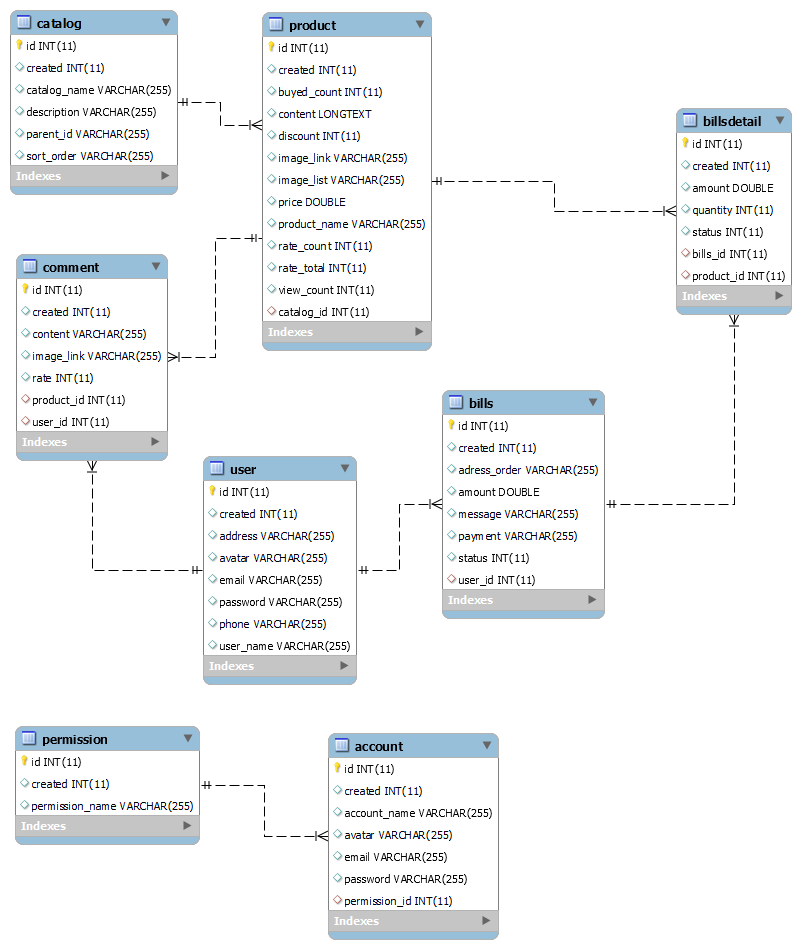 catalog
id INT(11)
created INT(11)
catalog_name VARCHAR(255)
description VARCHAR(255)
parent_id VARCHAR(255)
sort_order VARCHAR(255)
Indexes
product
id INT(11)
created INT(11)
buyed_count INT(11)
content LONGTEXT
discount INT(11)
image_link VARCHAR(255)
image_list VARCHAR(255)
price DOUBLE
product_name VARCHAR(255)
rate_count INT(11)
rate_total INT(11)
view_count INT(11)
catalog_id INT(11)
Indexes
billsdetail
id INT(11)
created INT(11)
amount DOUBLE
quantity INT(11)
status INT(11)
bills_id INT(11)
product_id INT(11)
Indexes
comment
id INT(11)
created INT(11)
content VARCHAR(255)
image_link VARCHAR(255)
rate INT(11)
product_id INT(11)
user_id INT(11)
Indexes
user
id INT(11)
created INT(11)
address VARCHAR(255)
avatar VARCHAR(255)
email VARCHAR(255)
password VARCHAR(255)
phone VARCHAR(255)
user_name VARCHAR(255)
Indexes
bills
id INT(11)
created INT(11)
adress_order VARCHAR(255)
amount DOUBLE
message VARCHAR(255)
payment VARCHAR(255)
status INT(11)
user_id INT(11)
Indexes
permission
id INT(11)
created INT(11)
permission_name VARCHAR(255)
Indexes
account
id INT(11)
created INT(11)
account_name VARCHAR(255)
avatar VARCHAR(255)
email VARCHAR(255)
password VARCHAR(255)
permission_id INT(11)
Indexes